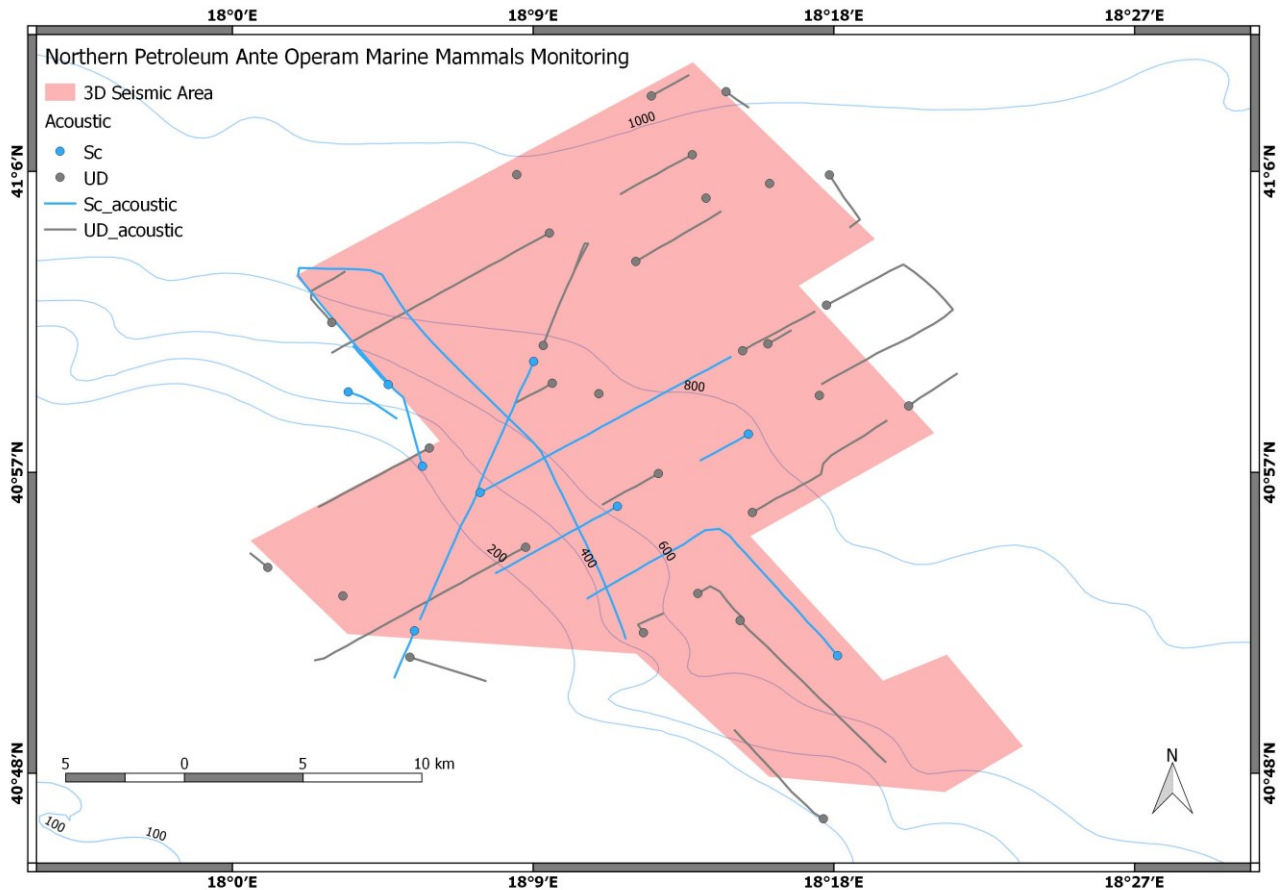 18°0′E 18°9′E 18°18′E 18°27′E
Northern Petroleum Ante Operam Marine Mammals Monitoring
3D Seismic Area
Acoustic
Sc
UD
Sc_acoustic
UD_acoustic
1000
41°6′N 41°6′N
800
40°57′N 40°57′N
200 400 600
N
5 0 5 10 km
40°48′N 40°48′N
100 100
18°0′E 18°9′E 18°18′E 18°27′E